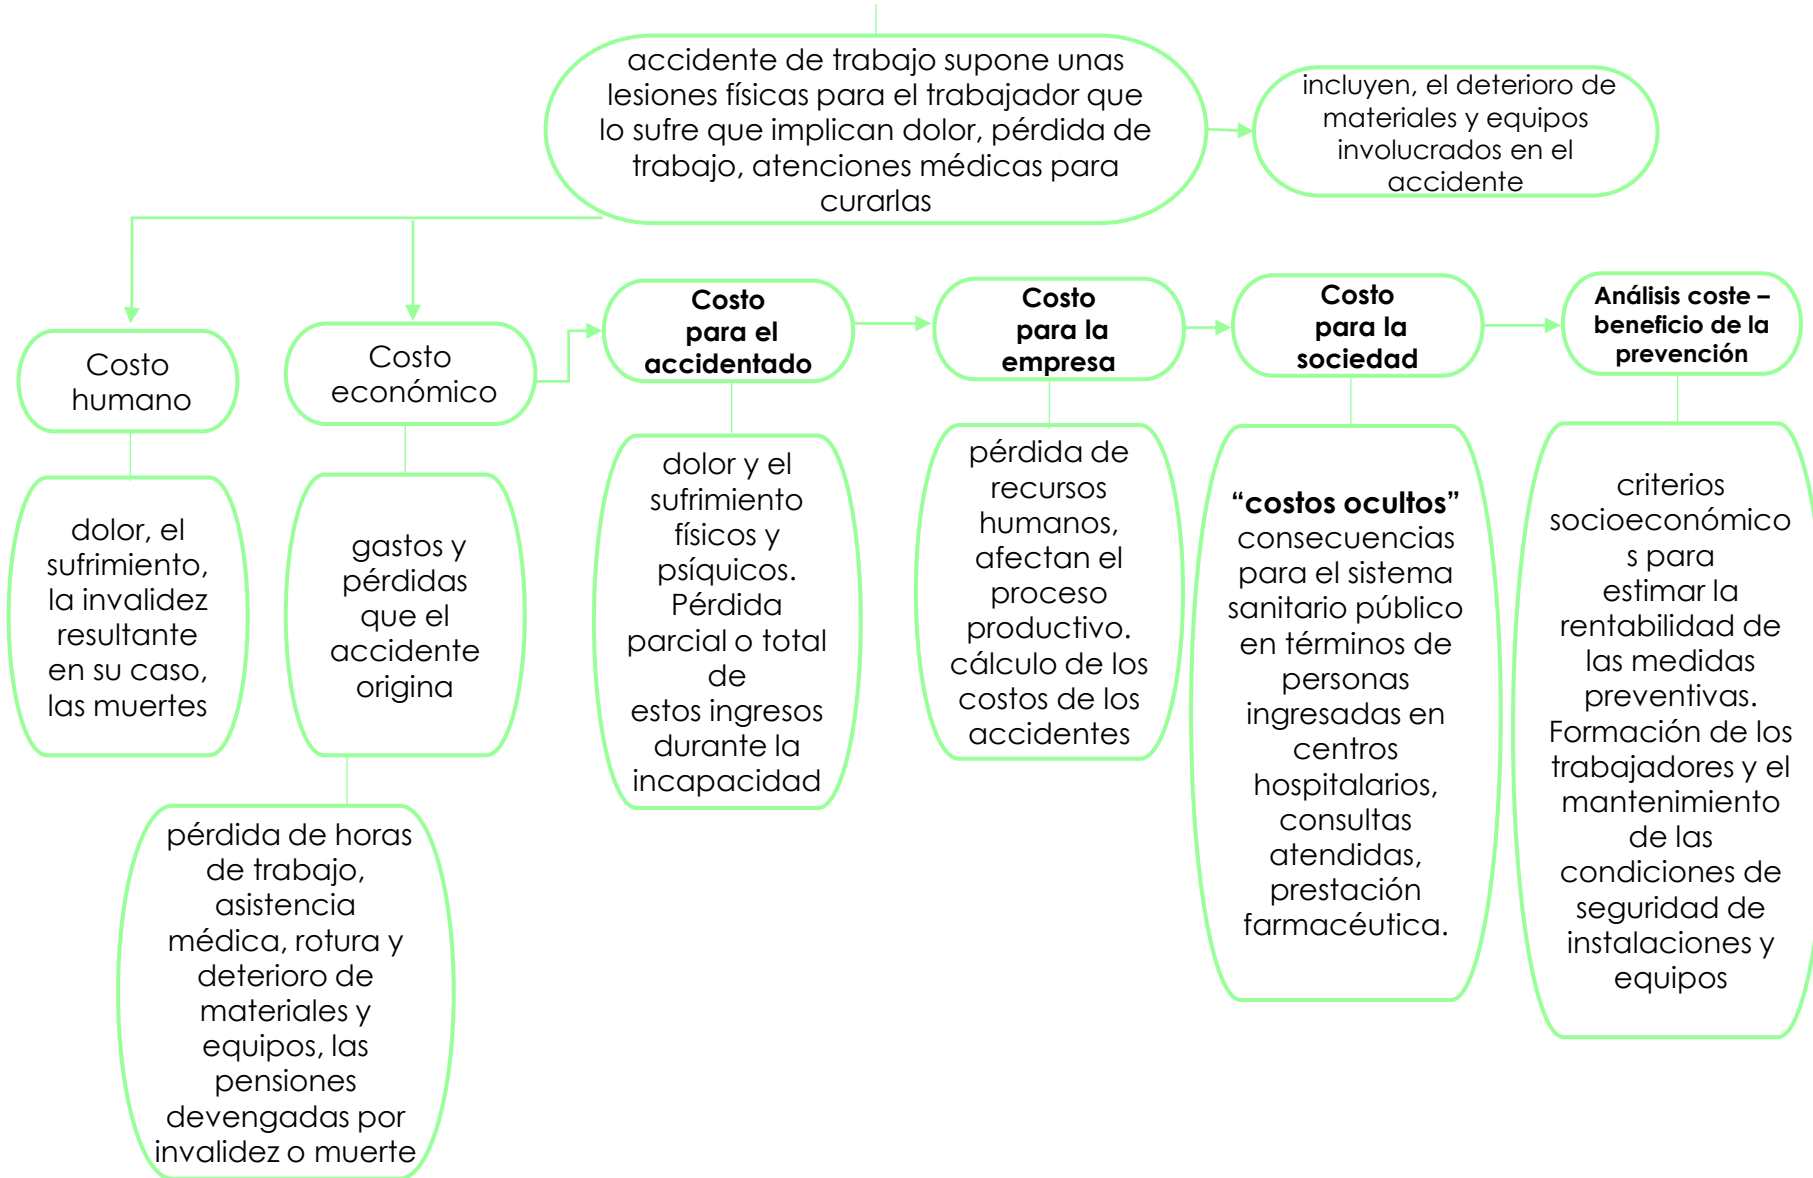 accidente de trabajo supone unas
lesiones físicas para el trabajador que
lo sufre que implican dolor, pérdida de
trabajo, atenciones médicas para
curarlas
incluyen, el deterioro de
materiales y equipos
involucrados en el
accidente
Costo
humano
dolor, el
sufrimiento,
la invalidez
resultante
en su caso,
las muertes
Costo
económico
gastos y
pérdidas
que el
accidente
origina
pérdida de horas
de trabajo,
asistencia
médica, rotura y
deterioro de
materiales y
equipos, las
pensiones
devengadas por
invalidez o muerte
Costo
para el
accidentado
dolor y el
sufrimiento
físicos y
psíquicos.
Pérdida
parcial o total
de
estos ingresos
durante la
incapacidad
Costo
para la
empresa
pérdida de
recursos
humanos,
afectan el
proceso
productivo.
cálculo de los
costos de los
accidentes
Costo
para la
sociedad
“costos ocultos”
consecuencias
para el sistema
sanitario público
en términos de
personas
ingresadas en
centros
hospitalarios,
consultas
atendidas,
prestación
farmacéutica.
Análisis coste –
beneficio de la
prevención
criterios
socioeconómico
s para
estimar la
rentabilidad de
las medidas
preventivas.
Formación de los
trabajadores y el
mantenimiento
de las
condiciones de
seguridad de
instalaciones y
equipos